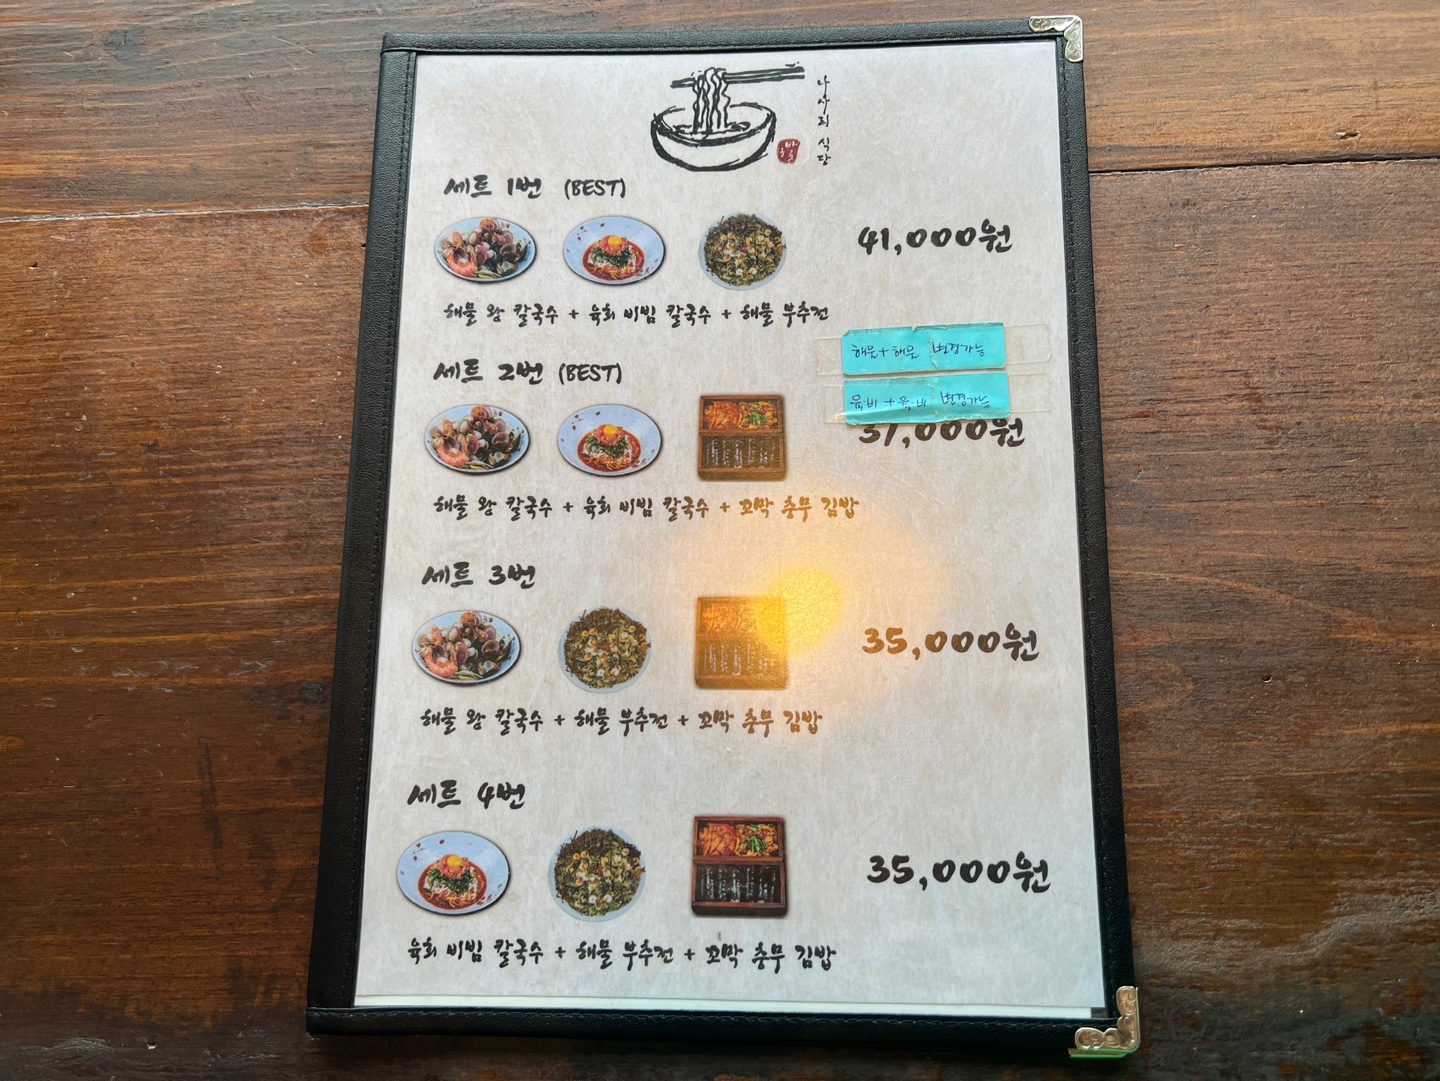 나사리 식당
세트 1번 (BEST)
41,000원
해물 왕 칼국수 + 육회 비빔 칼국수 + 해물 부추전
해물+해물 변경가능
육.비+육.비 변경가능
세트 2번 (BEST)
37,000원
해물 왕 칼국수 + 육회 비빔 칼국수 + 꼬막 충무 김밥
세트 3번
35,000원
해물 왕 칼국수 + 해물 부추전 + 꼬막 충무 김밥
세트 4번
35,000원
육회 비빔 칼국수 + 해물 부추전 + 꼬막 충무 김밥